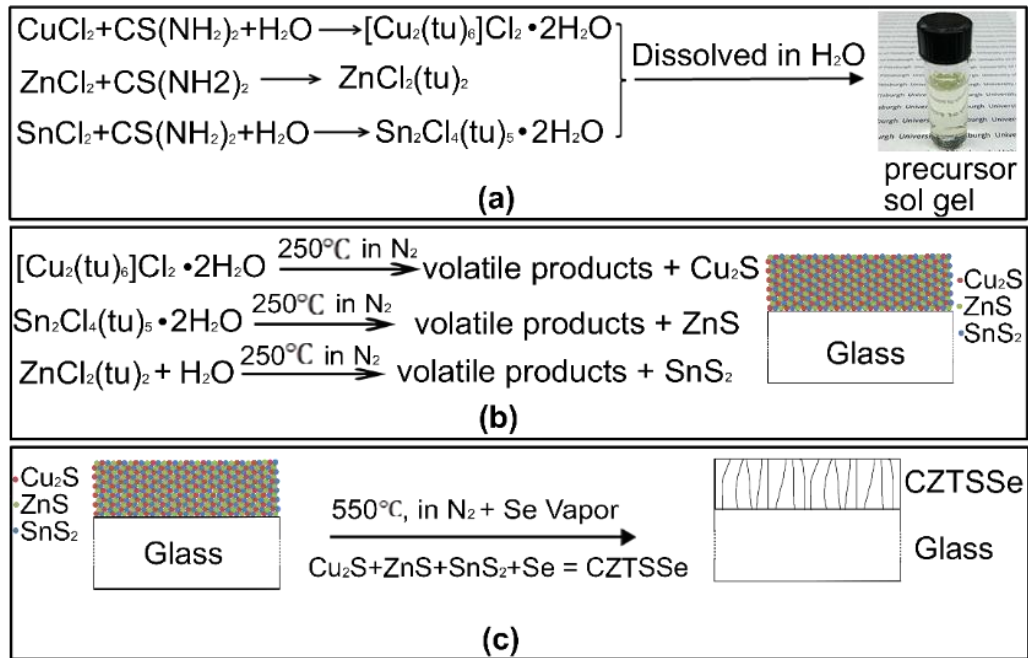 CuCl₂+CS(NH₂)₂+H₂O → [Cu₂(tu)₆]Cl₂•2H₂O
ZnCl₂+CS(NH2)₂ → ZnCl₂(tu)₂
SnCl₂+CS(NH₂)₂+H₂O → Sn₂Cl₄(tu)₅•2H₂O
Dissolved in H₂O
precursor
sol gel
(a)
[Cu₂(tu)₆]Cl₂•2H₂O 250℃ in N₂ → volatile products + Cu₂S
Sn₂Cl₄(tu)₅•2H₂O 250℃ in N₂ → volatile products + ZnS
ZnCl₂(tu)₂ + H₂O 250℃ in N₂ → volatile products + SnS₂
Cu₂S
ZnS
SnS₂
Glass
(b)
Cu₂S
ZnS
SnS₂
Glass
550℃, in N₂ + Se Vapor
Cu₂S+ZnS+SnS₂+Se = CZTSSe
CZTSSe
Glass
(c)